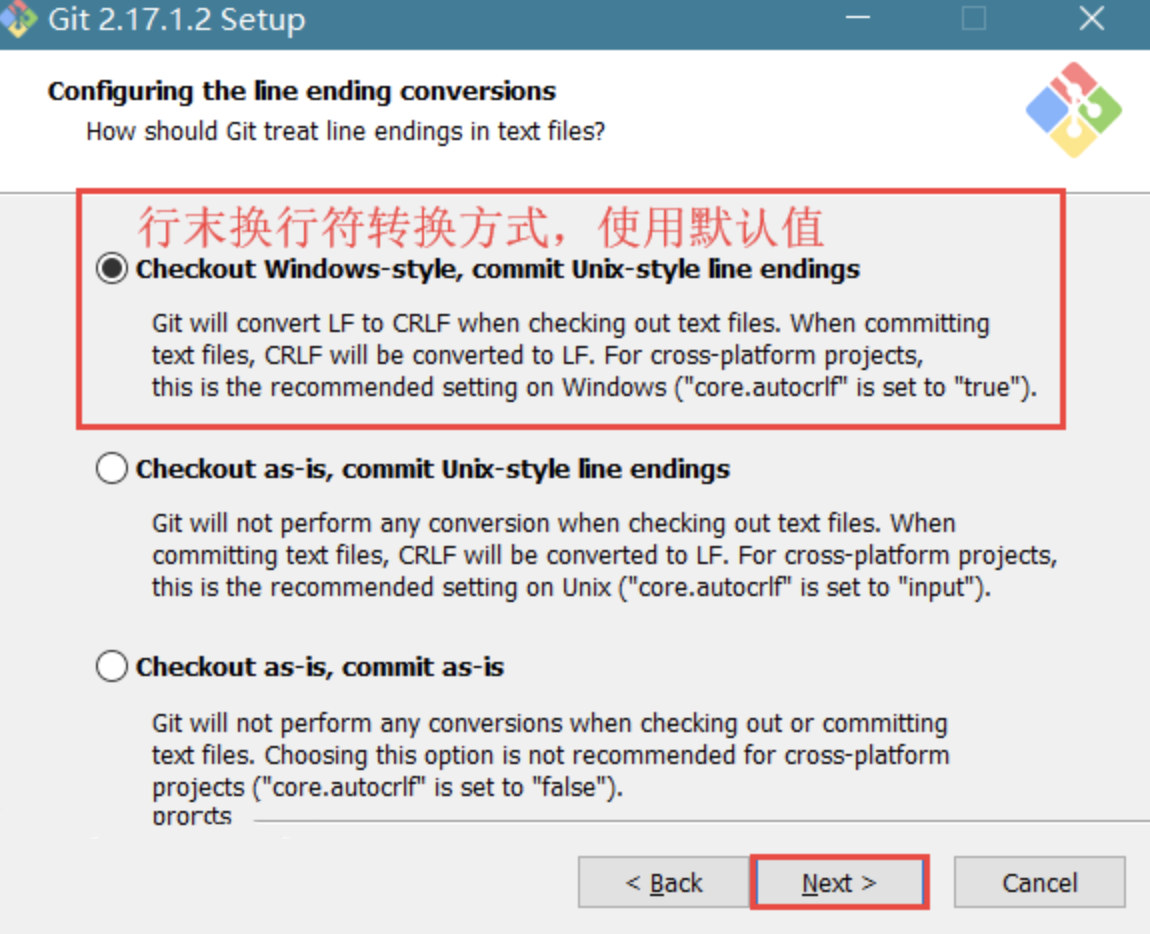 Git 2.17.1.2 Setup
Configuring the line ending conversions
How should Git treat line endings in text files?
行末换行符转换方式，使用默认值
Checkout Windows-style, commit Unix-style line endings
Git will convert LF to CRLF when checking out text files. When committing
text files, CRLF will be converted to LF. For cross-platform projects,
this is the recommended setting on Windows ("core.autocrlf" is set to "true").
Checkout as-is, commit Unix-style line endings
Git will not perform any conversion when checking out text files. When
committing text files, CRLF will be converted to LF. For cross-platform projects,
this is the recommended setting on Unix ("core.autocrlf" is set to "input").
Checkout as-is, commit as-is
Git will not perform any conversions when checking out or committing
text files. Choosing this option is not recommended for cross-platform
projects ("core.autocrlf" is set to "false").
< Back
Next >
Cancel